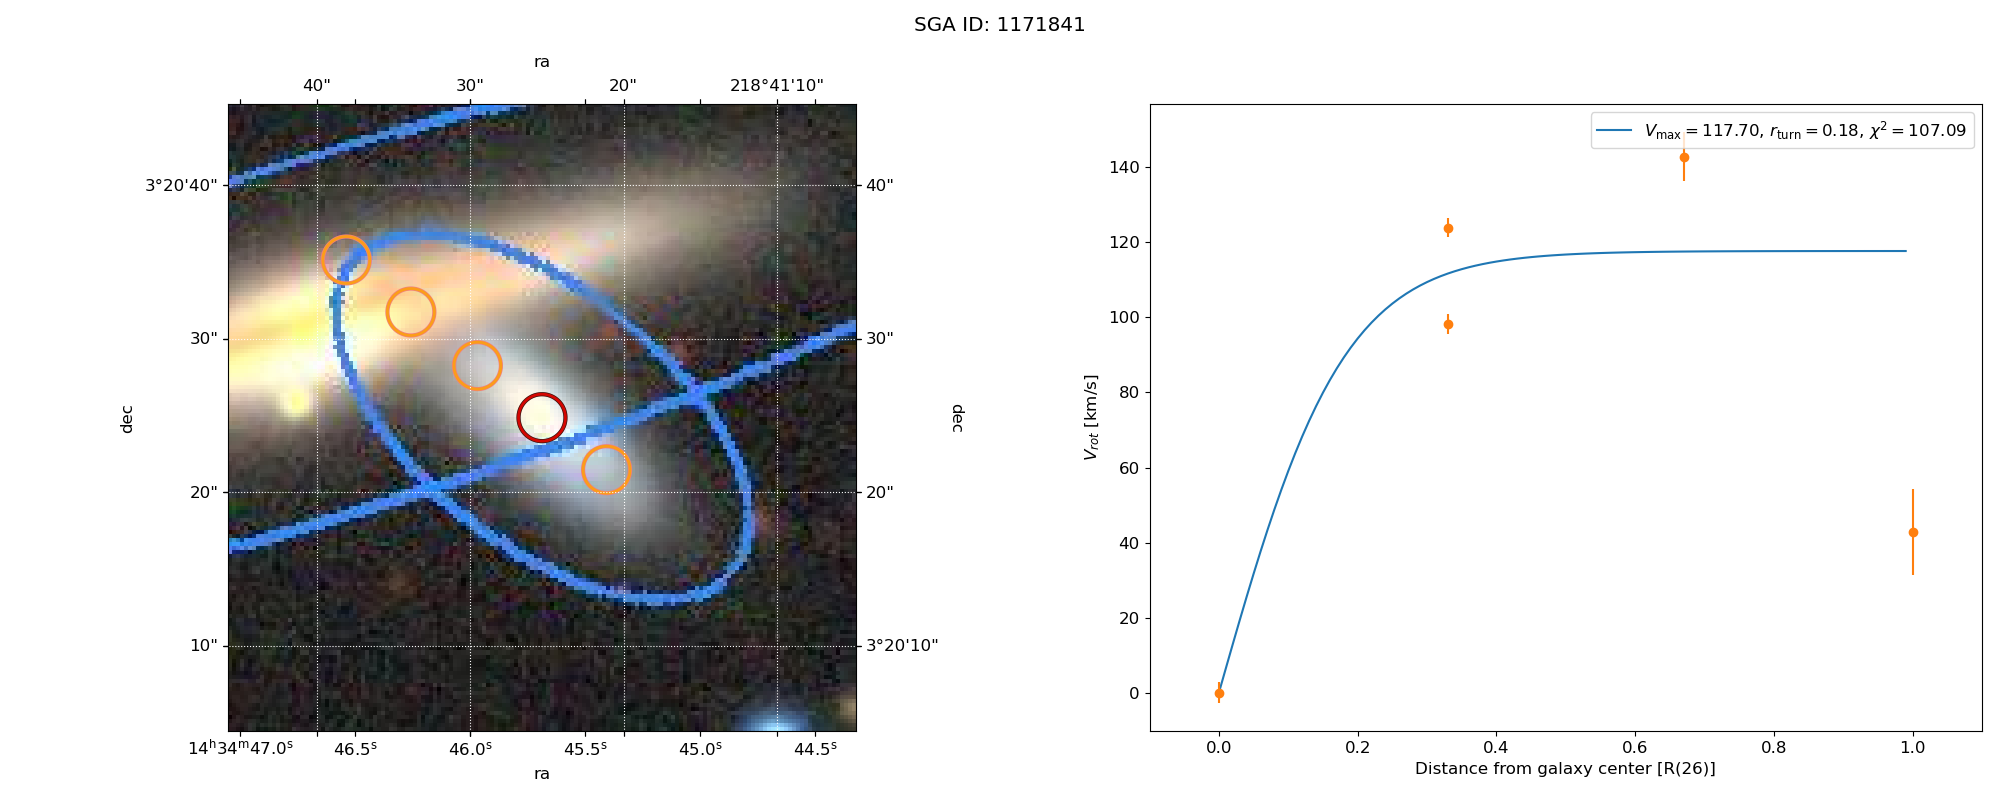 SGA ID: 1171841
ra
40" 30" 20" 218°41'10"
3°20'40"
30"
20"
10"
dec
40"
30"
20"
3°20'10"
dec
14h34m47.0s 46.5s 46.0s 45.5s 45.0s 44.5s
ra
Vmax = 117.70, rturn = 0.18, χ² = 107.09
140
120
100
80
60
40
20
0
Vrot [km/s]
0.0 0.2 0.4 0.6 0.8 1.0
Distance from galaxy center [R(26)]